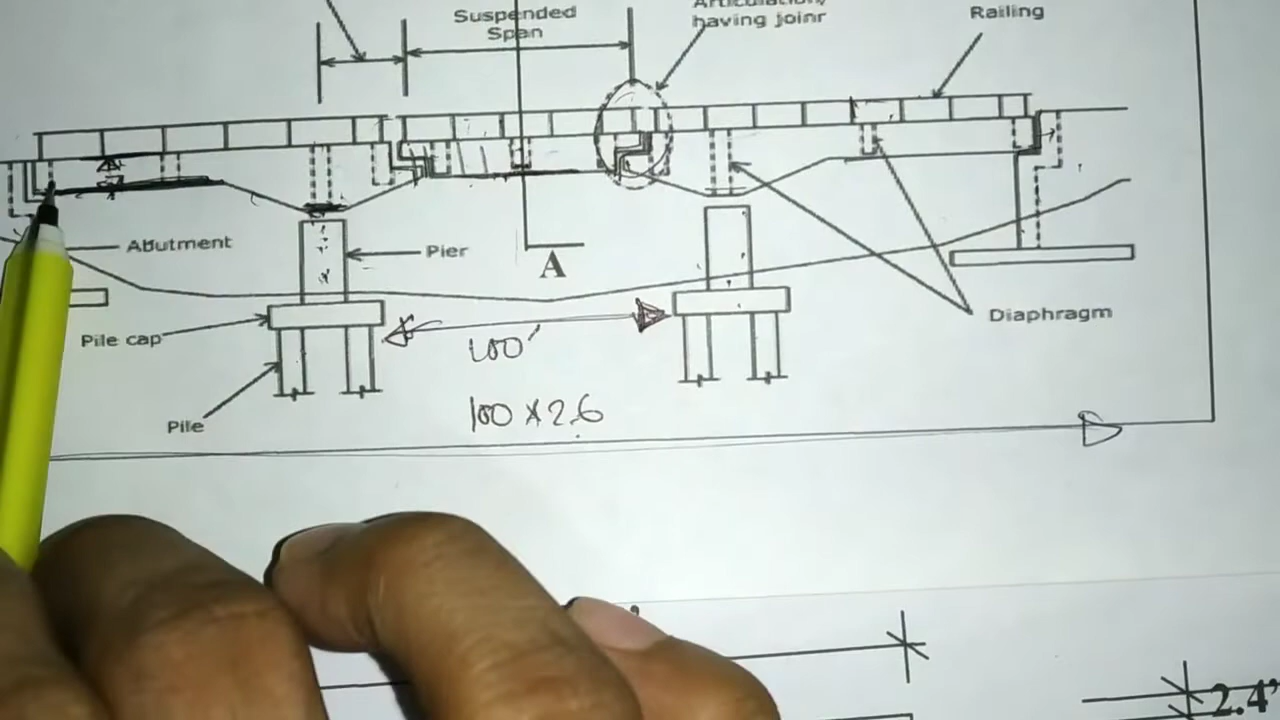 Suspended
Span
having joinr
Railing
Abutment
Pier
A
Pile cap
Diaphragm
100'
100 x 2.6
Pile
2.4'